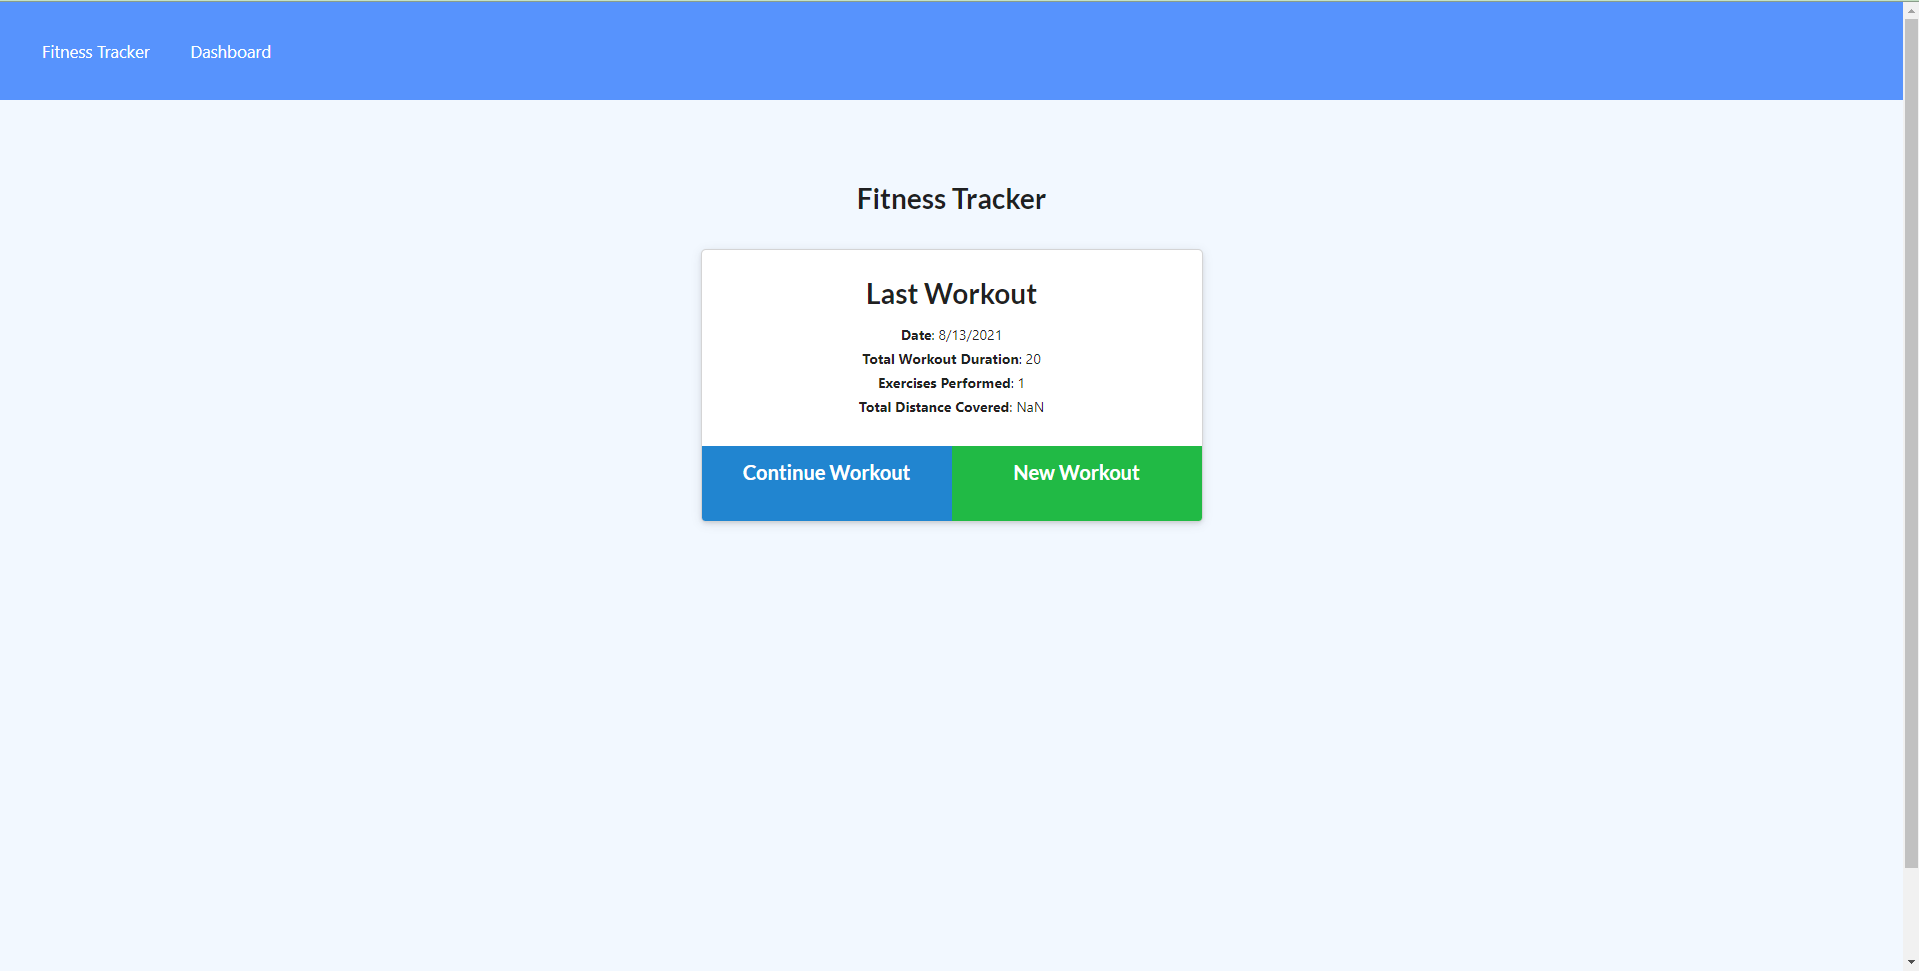 Fitness Tracker Dashboard
Fitness Tracker
Last Workout
Date: 8/13/2021
Total Workout Duration: 20
Exercises Performed: 1
Total Distance Covered: NaN
Continue Workout New Workout